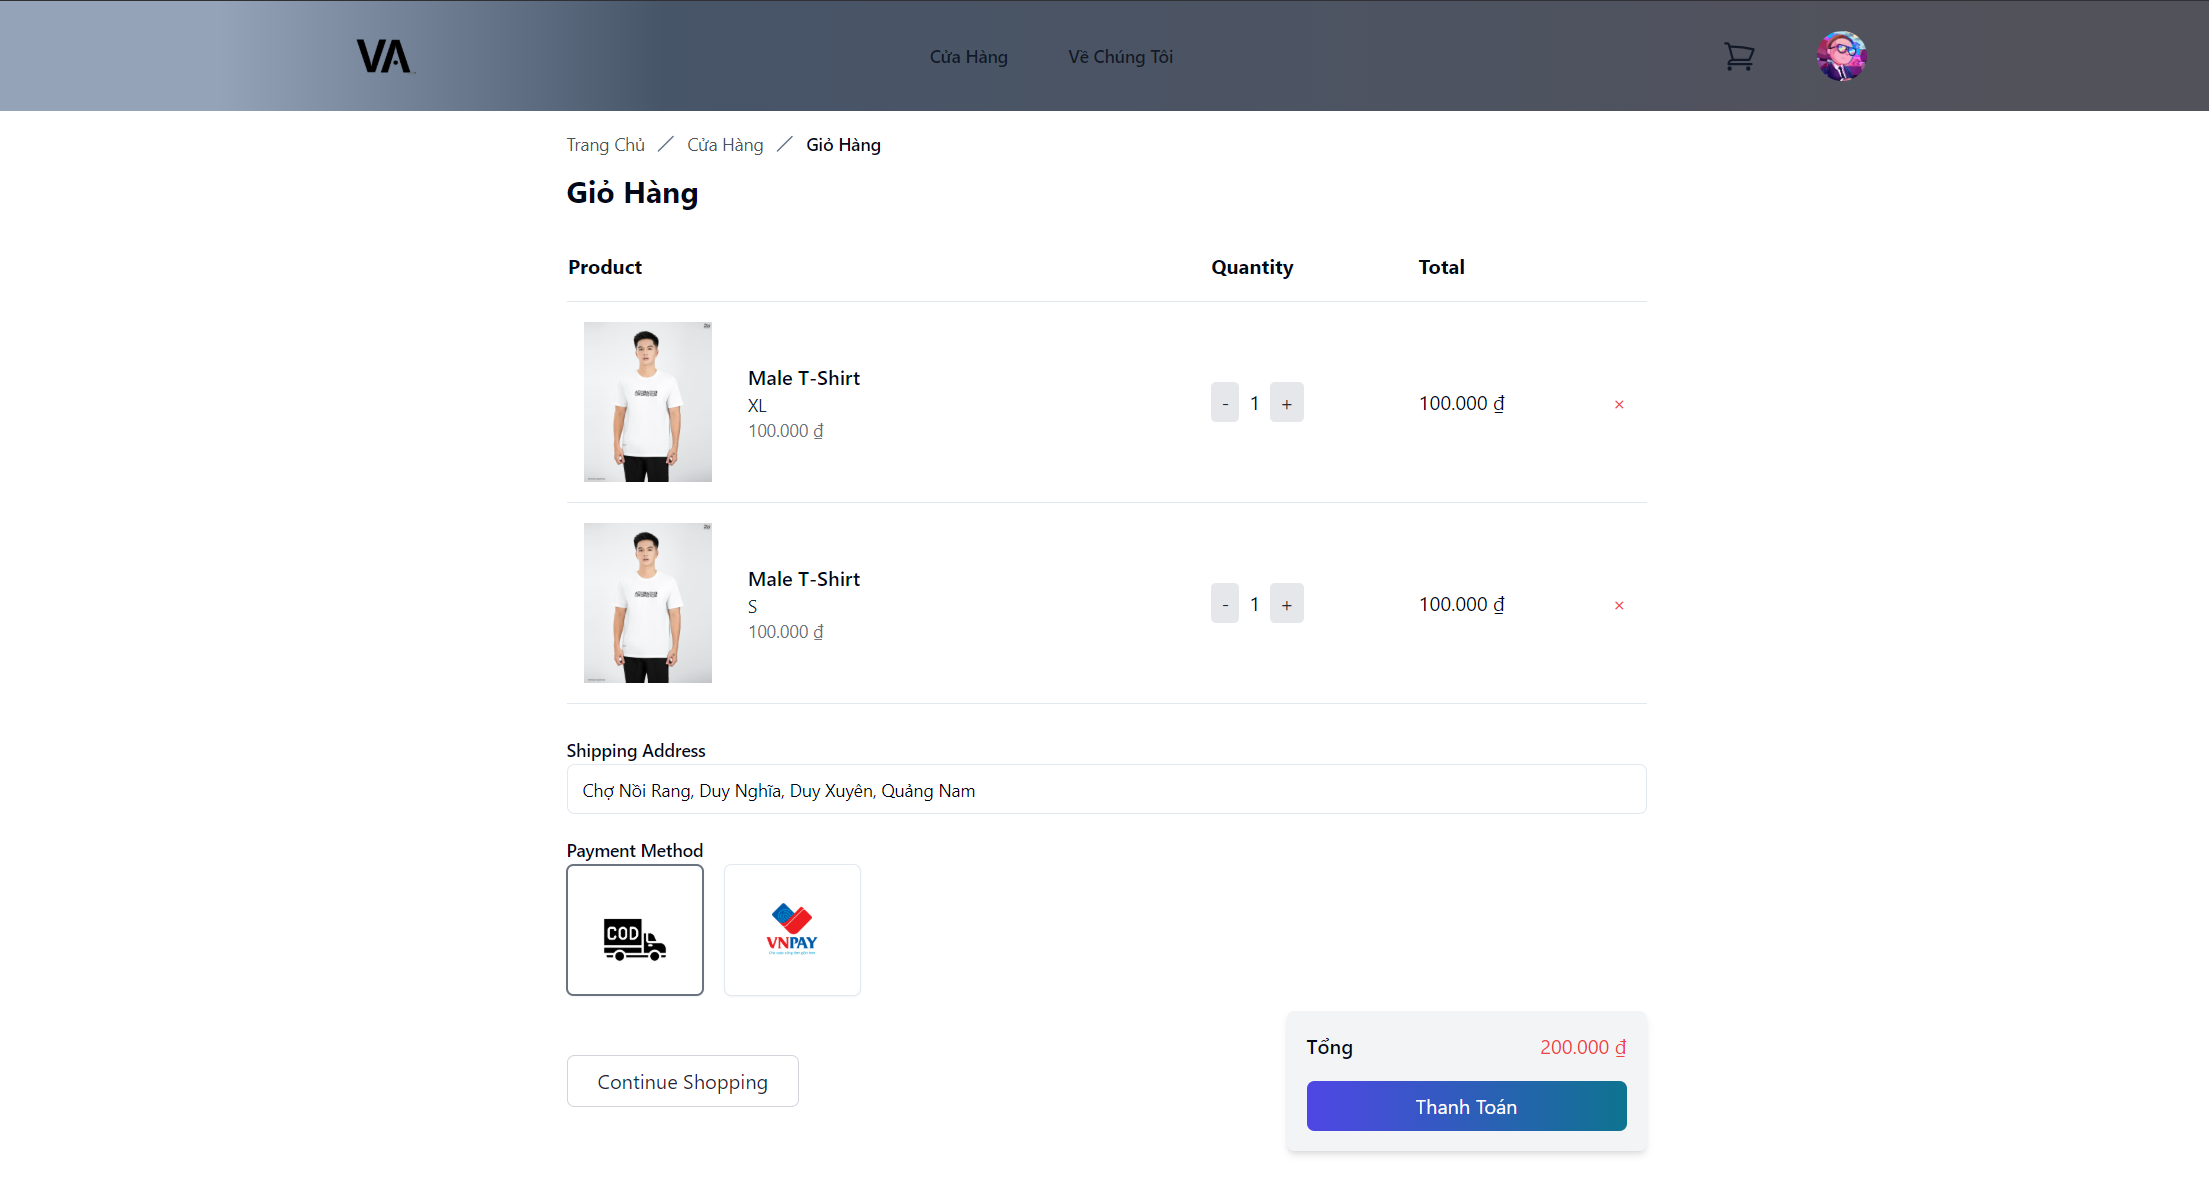 VA
Cửa Hàng
Về Chúng Tôi
Trang Chủ / Cửa Hàng / Giỏ Hàng
Giỏ Hàng
Product Quantity Total
Male T-Shirt
XL
100.000 ₫
- 1 +
100.000 ₫
×
Male T-Shirt
S
100.000 ₫
- 1 +
100.000 ₫
×
Shipping Address
Chợ Nồi Rang, Duy Nghĩa, Duy Xuyên, Quảng Nam
Payment Method
COD
VNPAY
Tổng 200.000 ₫
Continue Shopping
Thanh Toán